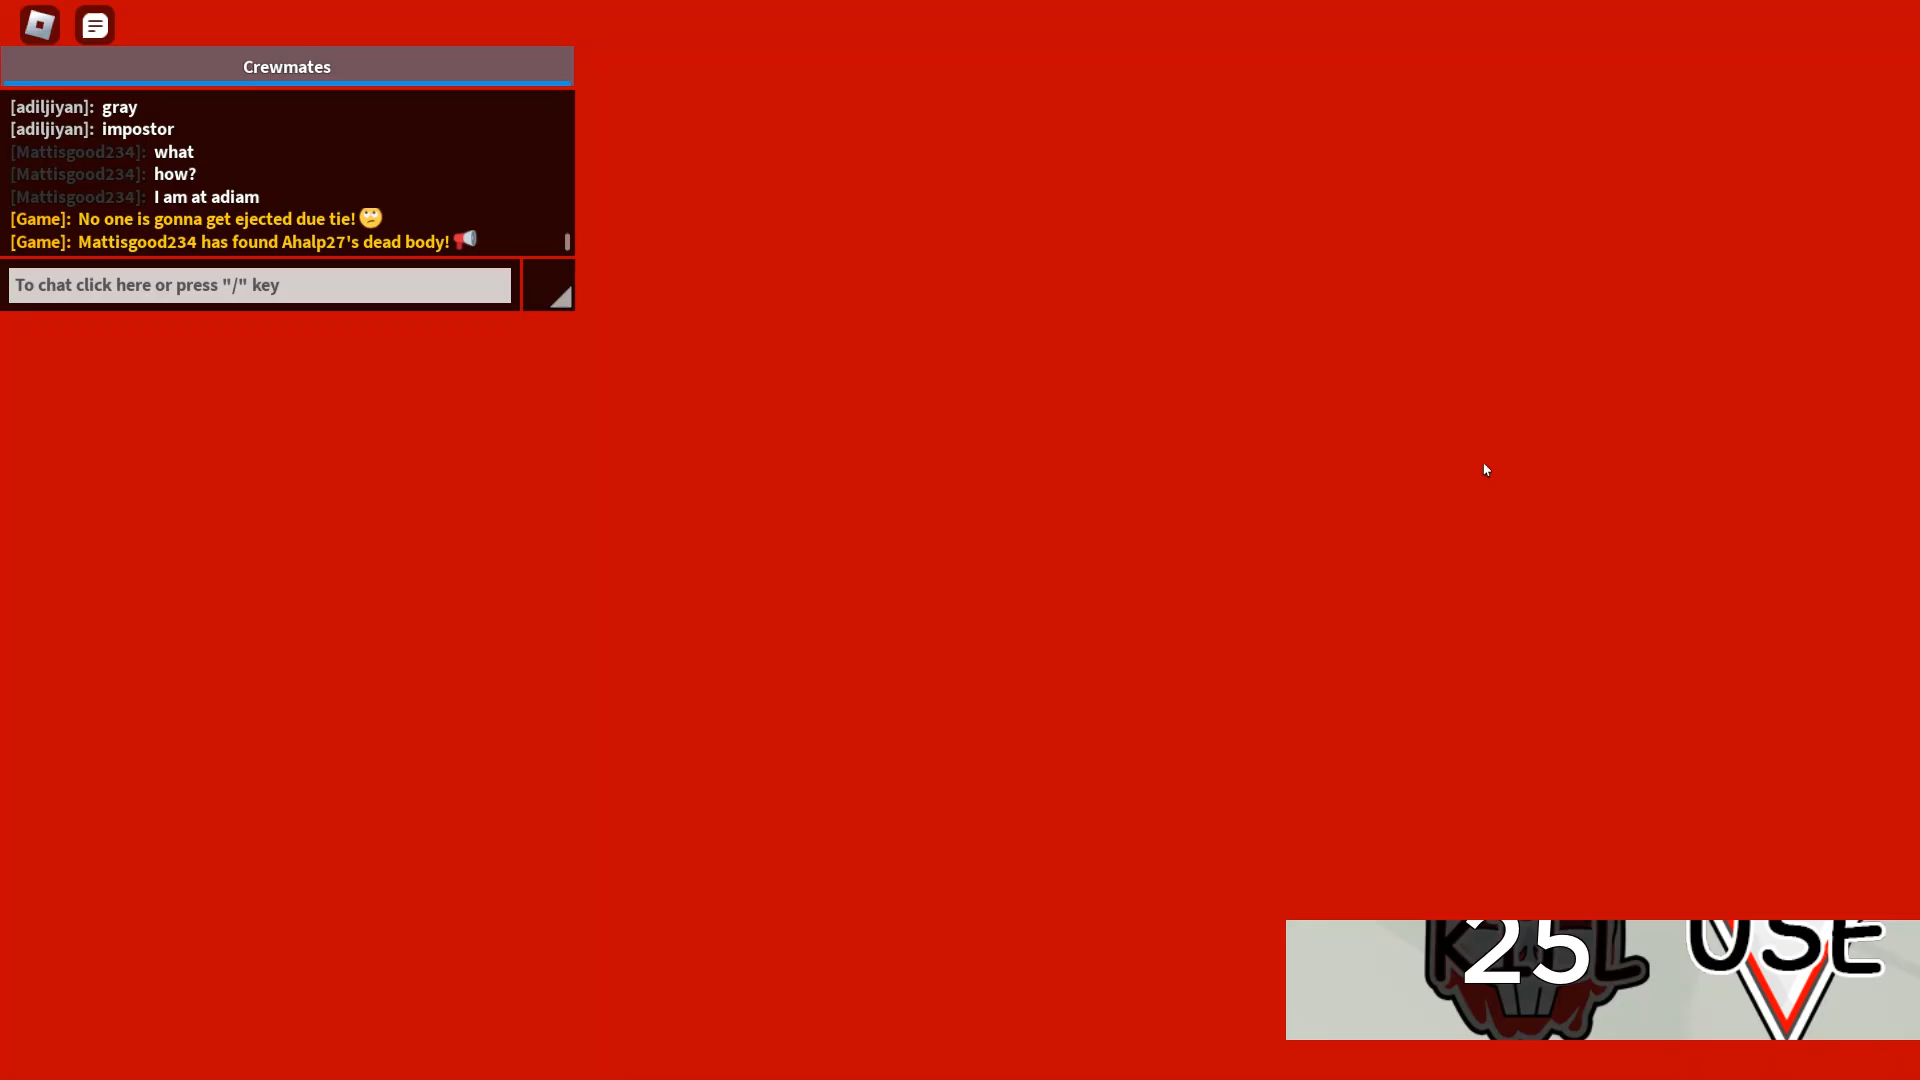 Crewmates
[adiljiyan]: gray
[adiljiyan]: impostor
[Mattisgood234]: what
[Mattisgood234]: how?
[Mattisgood234]: I am at adiam
[Game]: No one is gonna get ejected due tie!
[Game]: Mattisgood234 has found Ahalp27's dead body!
To chat click here or press "/" key
25
USE